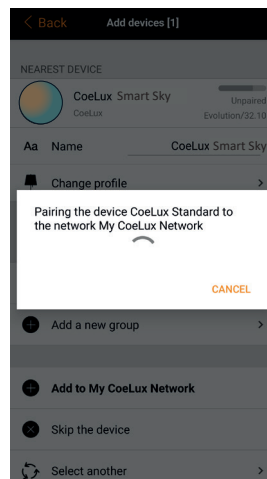 Back
Add devices [1]
NEAREST DEVICE
CoeLux Smart Sky
CoeLux
Unpaired
Evolution/32.10
Aa Name CoeLux Smart Sky
Change profile
Pairing the device CoeLux Standard to
the network My CoeLux Network
CANCEL
Add a new group
Add to My CoeLux Network
Skip the device
Select another